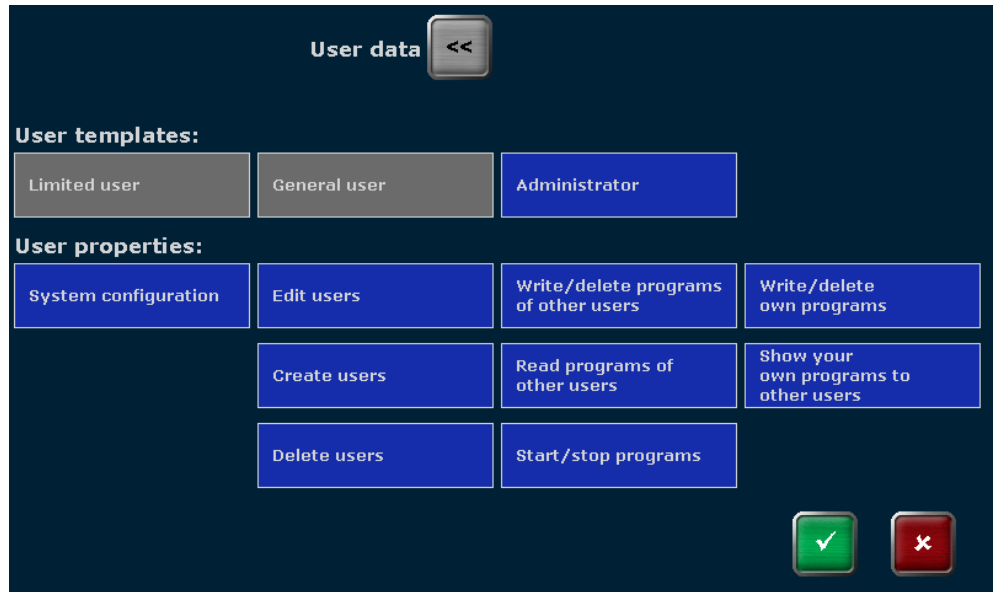 User data <<
User templates:
Limited user
General user
Administrator
User properties:
System configuration
Edit users
Write/delete programs
of other users
Write/delete
own programs
Create users
Read programs of
other users
Show your
own programs to
other users
Delete users
Start/stop programs